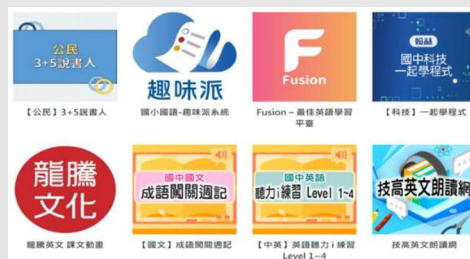 公民
3+5說書人
趣味派
Fusion
翰林
國中科技
一起學程式
【公民】3+5說書人
國小國語-趣味派系統
Fusion – 最佳英語學習
平臺
【科技】一起學程式
龍騰
文化
國中國文
成語闖關週記
國中英語
聽力i練習 Level 1~4
技高英文朗讀網
龍騰英文 課文動畫
【國文】成語闖關週記
【中英】英語聽力 i 練習
Level 1~4
技高英文朗讀網